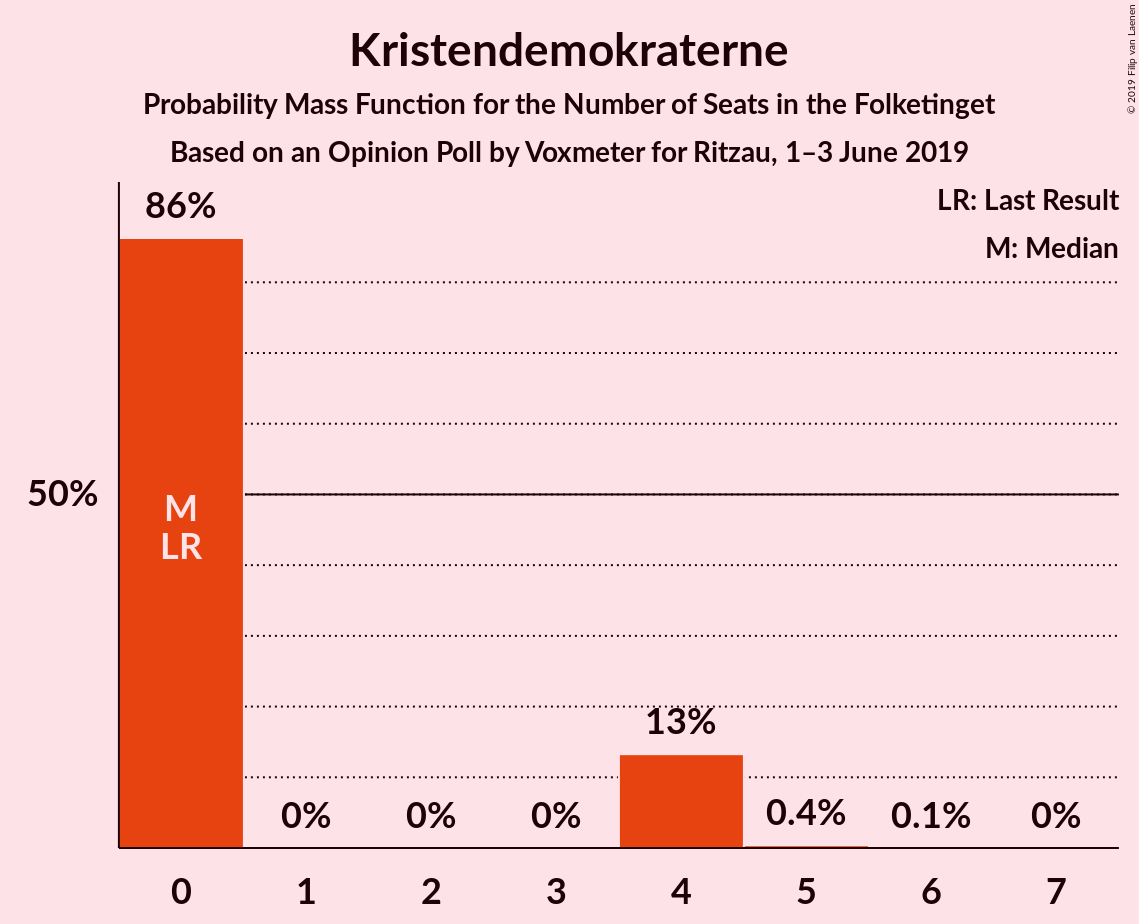 Kristendemokraterne
Probability Mass Function for the Number of Seats in the Folketinget
Based on an Opinion Poll by Voxmeter for Ritzau, 1–3 June 2019
© 2019 Filip van Laenen
LR: Last Result
M: Median
86%
50%
M
LR
13%
0%
0%
0%
0.4%
0.1%
0%
0
1
2
3
4
5
6
7